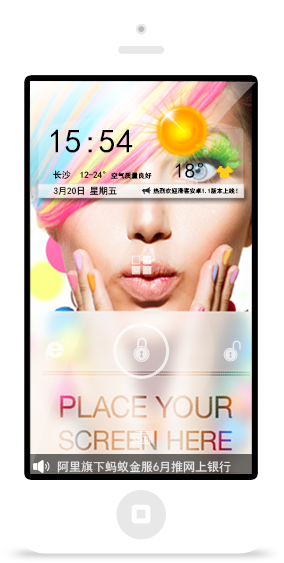 15:54
长沙 12-24° 空气质量良好
18°
3月20日 星期五
热烈欢迎滑客安卓1.1版本上线!
PLACE YOUR
SCREEN HERE
阿里旗下蚂蚁金服6月推网上银行